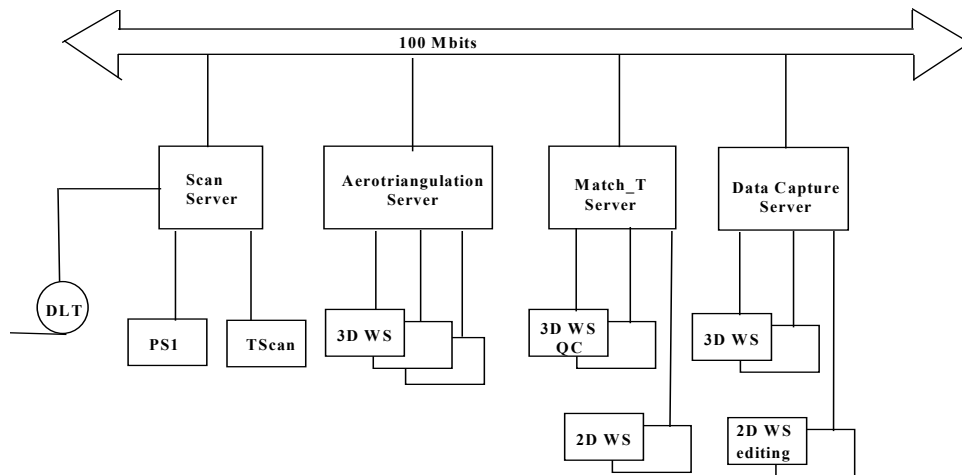 100 Mbits
Scan
Server
Aerotriangulation
Server
Match_T
Server
Data Capture
Server
DLT
PS1
TScan
3D WS
3D WS
QC
3D WS
2D WS
2D WS
editing